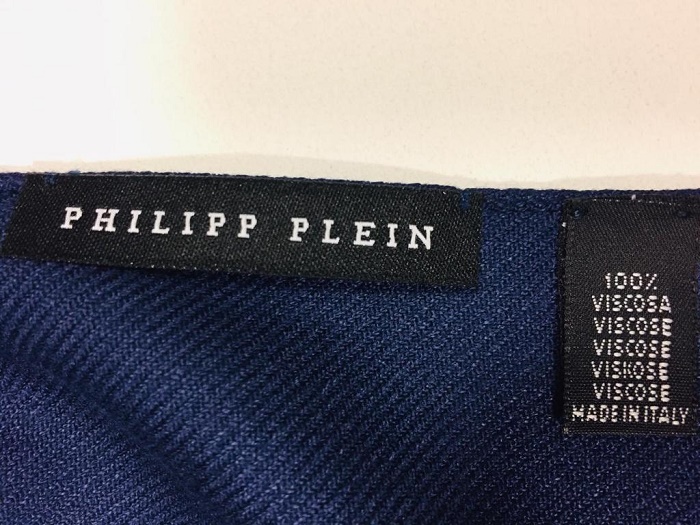 PHILIPP PLEIN
100%
VISCOSA
VISCOSE
VISCOSE
VISKOSE
VISCOSE
MADE IN ITALY